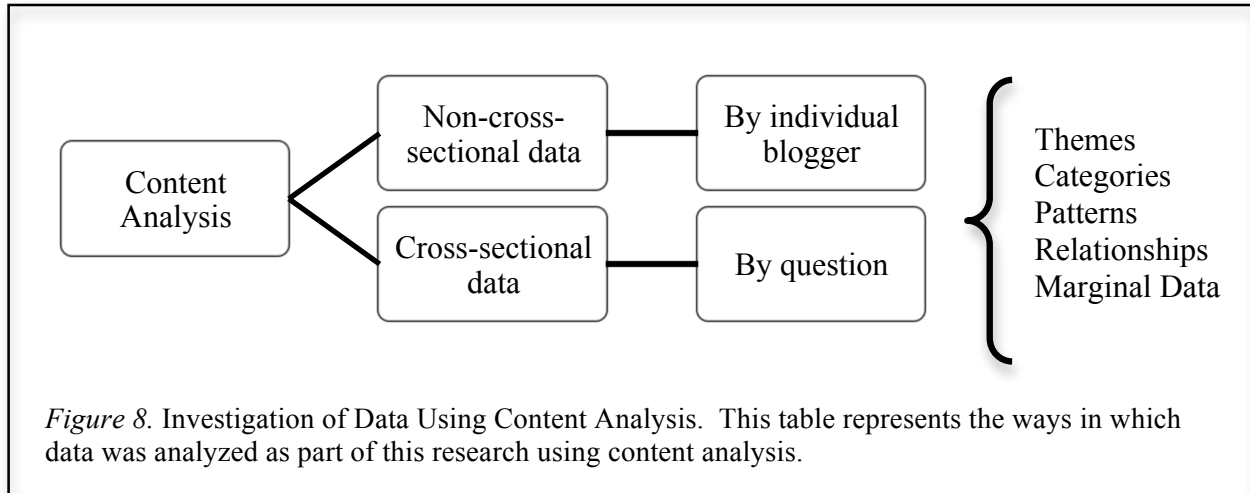 Content
Analysis
Non-cross-
sectional data
By individual
blogger
Cross-sectional
data
By question
Themes
Categories
Patterns
Relationships
Marginal Data
Figure 8. Investigation of Data Using Content Analysis.  This table represents the ways in which
data was analyzed as part of this research using content analysis.